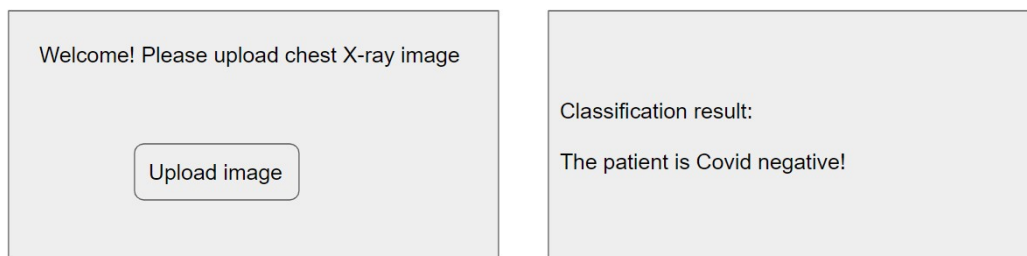 Welcome! Please upload chest X-ray image
Upload image
Classification result:
The patient is Covid negative!